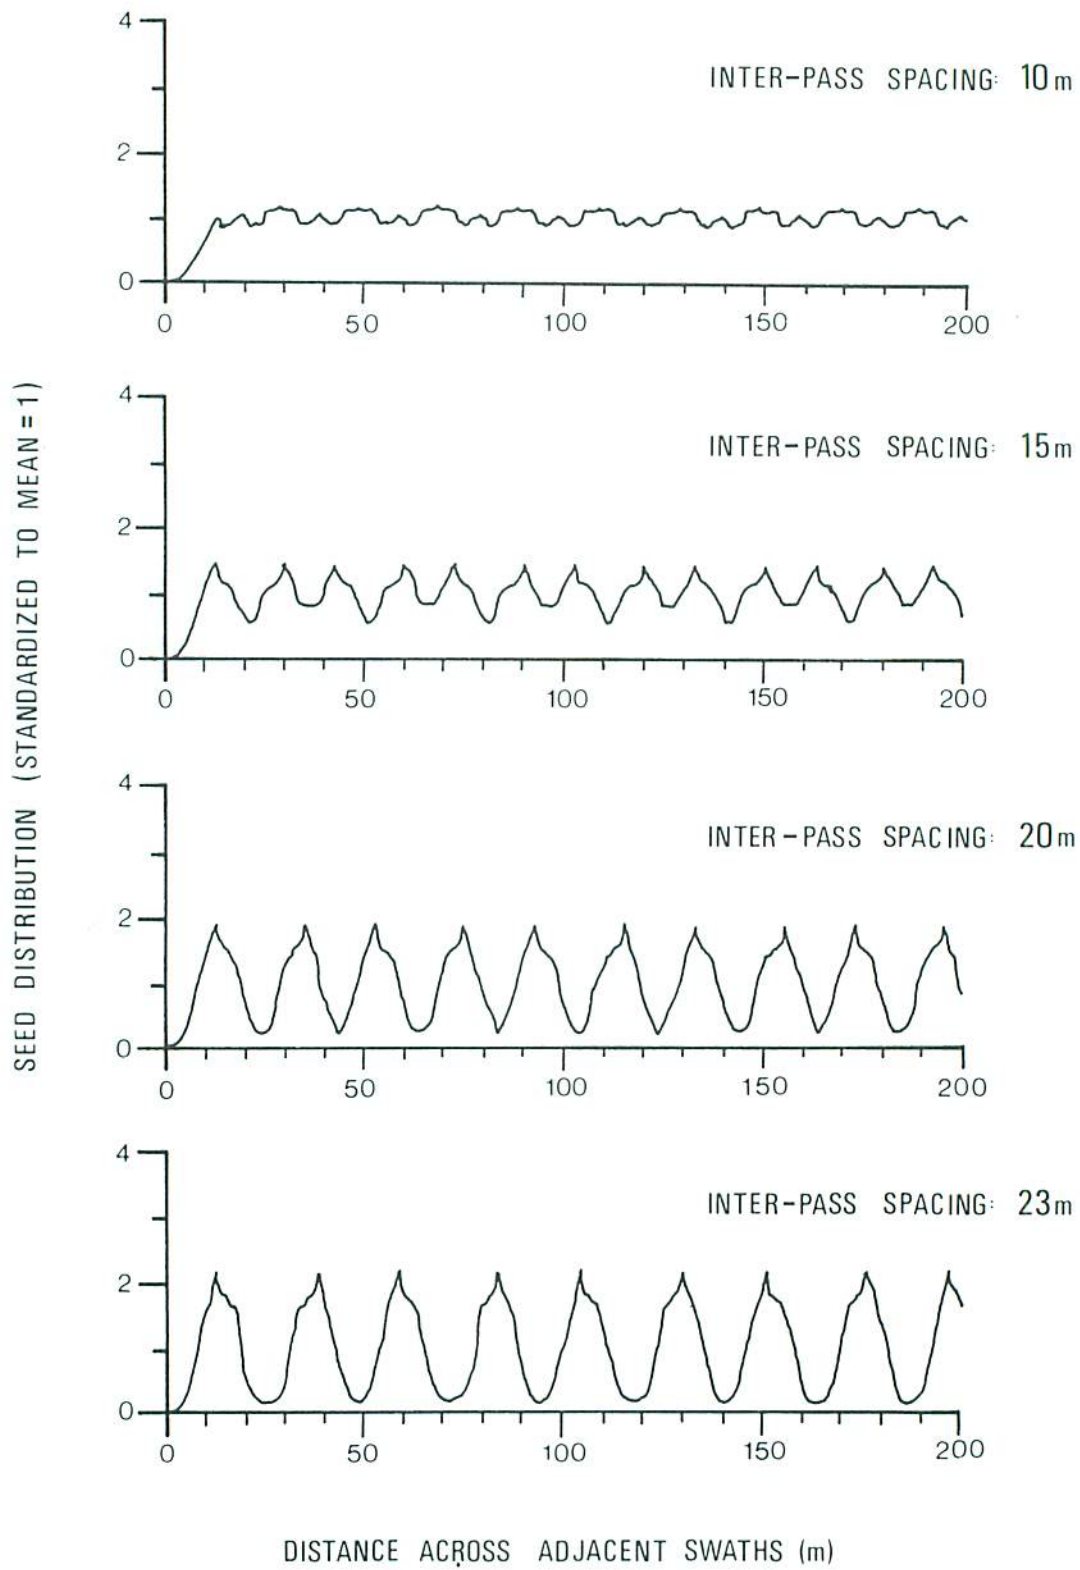 SEED DISTRIBUTION (STANDARDIZED TO MEAN = 1)
4
INTER-PASS SPACING: 10m
2
0
0 50 100 150 200
4
INTER-PASS SPACING: 15m
2
0
0 50 100 150 200
4
INTER-PASS SPACING: 20m
2
0
0 50 100 150 200
4
INTER-PASS SPACING: 23m
2
0
0 50 100 150 200
DISTANCE ACROSS ADJACENT SWATHS (m)